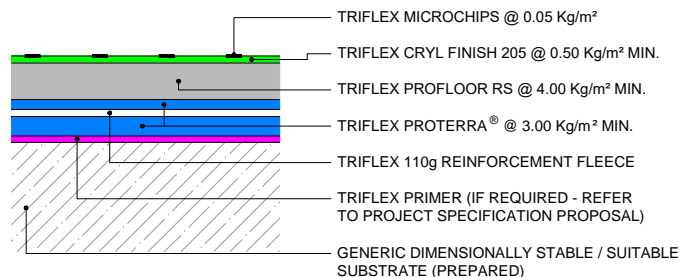 TRIFLEX MICROCHIPS @ 0.05 Kg/m²
TRIFLEX CRYL FINISH 205 @ 0.50 Kg/m² MIN.
TRIFLEX PROFLOOR RS @ 4.00 Kg/m² MIN.
TRIFLEX PROTERRA® @ 3.00 Kg/m² MIN.
TRIFLEX 110g REINFORCEMENT FLEECE
TRIFLEX PRIMER (IF REQUIRED - REFER
TO PROJECT SPECIFICATION PROPOSAL)
GENERIC DIMENSIONALLY STABLE / SUITABLE
SUBSTRATE (PREPARED)